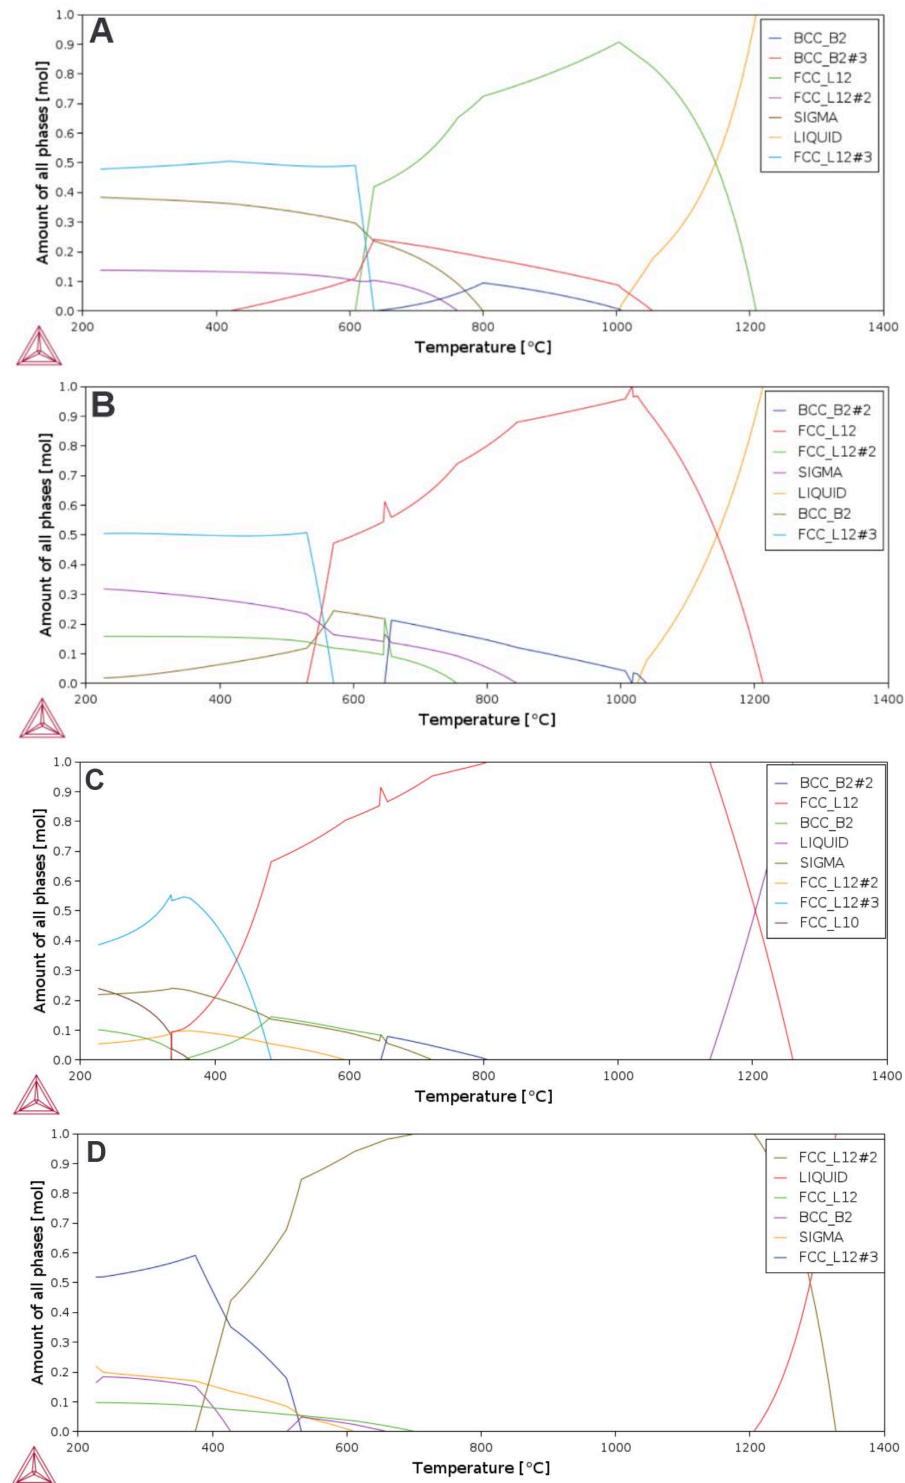 A
Amount of all phases [mol]
1.0
0.9
0.8
0.7
0.6
0.5
0.4
0.3
0.2
0.1
0.0
200 400 600 800 1000 1200 1400
Temperature [°C]
BCC_B2
BCC_B2#3
FCC_L12
FCC_L12#2
SIGMA
LIQUID
FCC_L12#3
B
Amount of all phases [mol]
1.0
0.9
0.8
0.7
0.6
0.5
0.4
0.3
0.2
0.1
0.0
200 400 600 800 1000 1200 1400
Temperature [°C]
BCC_B2#2
FCC_L12
FCC_L12#2
SIGMA
LIQUID
BCC_B2
FCC_L12#3
C
Amount of all phases [mol]
1.0
0.9
0.8
0.7
0.6
0.5
0.4
0.3
0.2
0.1
0.0
200 400 600 800 1000 1200 1400
Temperature [°C]
BCC_B2#2
FCC_L12
BCC_B2
LIQUID
SIGMA
FCC_L12#2
FCC_L12#3
FCC_L10
D
Amount of all phases [mol]
1.0
0.9
0.8
0.7
0.6
0.5
0.4
0.3
0.2
0.1
0.0
200 400 600 800 1000 1200 1400
Temperature [°C]
FCC_L12#2
LIQUID
FCC_L12
BCC_B2
SIGMA
FCC_L12#3